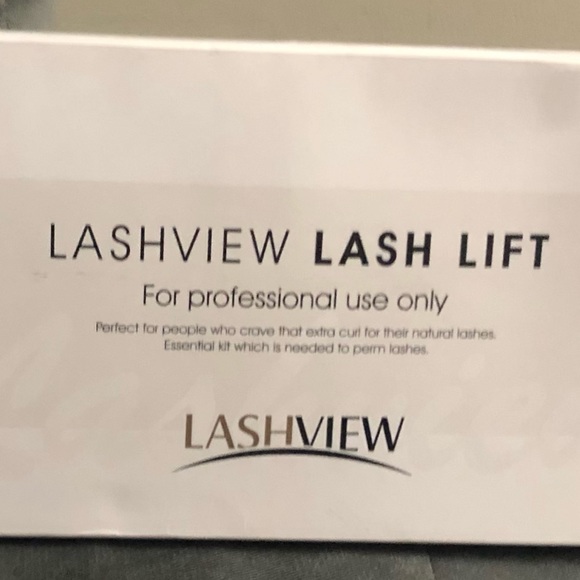 LASHVIEW LASH LIFT
For professional use only
Perfect for people who crave that extra curl for their natural lashes.
Essential kit which is needed to perm lashes.
LASHVIEW